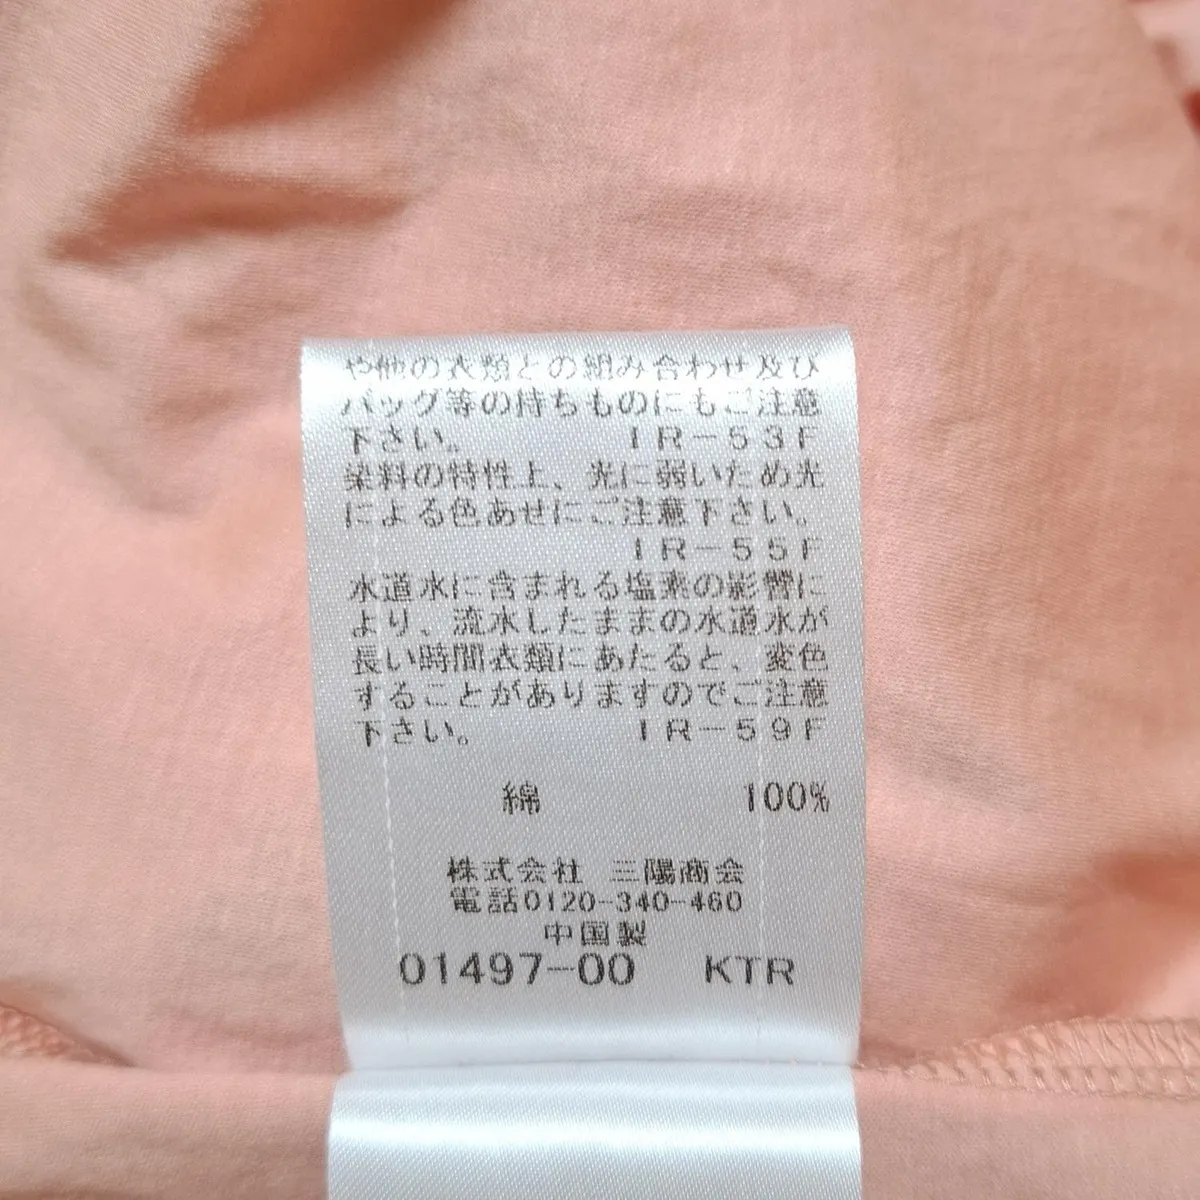 や他の衣類との組み合わせ及び
バッグ等の持ちものにもご注意
下さい。 IR-53F
染料の特性上、光に弱いため光
による色あせにご注意下さい。
IR-55F
水道水に含まれる塩素の影響に
より、流水したままの水道水が
長い時間衣類にあたると、変色
することがありますのでご注意
下さい。 IR-59F
綿 100%
株式会社 三陽商会
電話0120-340-460
中国製
01497-00 KTR